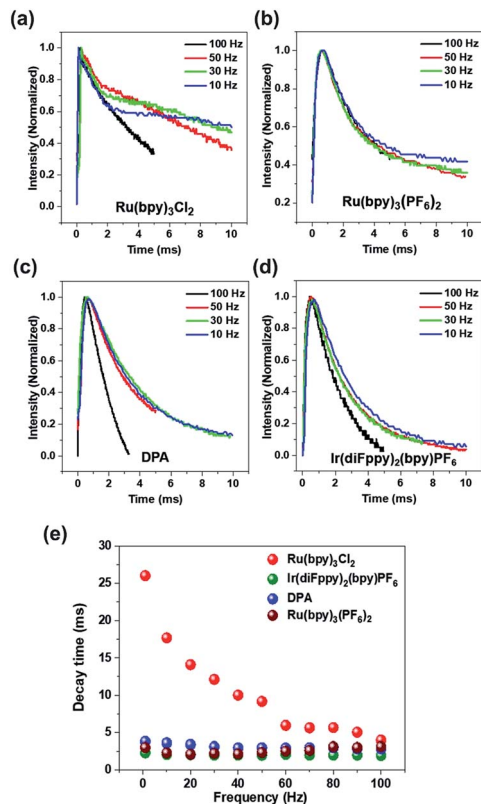 (a)
Intensity (Normalized)
1.0
0.8
0.6
0.4
0.2
0.0
100 Hz
50 Hz
30 Hz
10 Hz
Ru(bpy)₃Cl₂
0 2 4 6 8 10
Time (ms)
(b)
Intensity (Normalized)
1.0
0.8
0.6
0.4
0.2
100 Hz
50 Hz
30 Hz
10 Hz
Ru(bpy)₃(PF₆)₂
0 2 4 6 8 10
Time (ms)
(c)
Intensity (Normalized)
1.0
0.8
0.6
0.4
0.2
0.0
100 Hz
50 Hz
30 Hz
10 Hz
DPA
0 1 2 3 4 5 6 7 8 9 10
Time (ms)
(d)
Intensity (Normalized)
1.0
0.8
0.6
0.4
0.2
0.0
100 Hz
50 Hz
30 Hz
10 Hz
Ir(diFppy)₂(bpy)PF₆
0 2 4 6 8 10
Time (ms)
(e)
Decay time (ms)
30
25
20
15
10
5
0
Ru(bpy)₃Cl₂
Ir(diFppy)₂(bpy)PF₆
DPA
Ru(bpy)₃(PF₆)₂
0 20 40 60 80 100
Frequency (Hz)